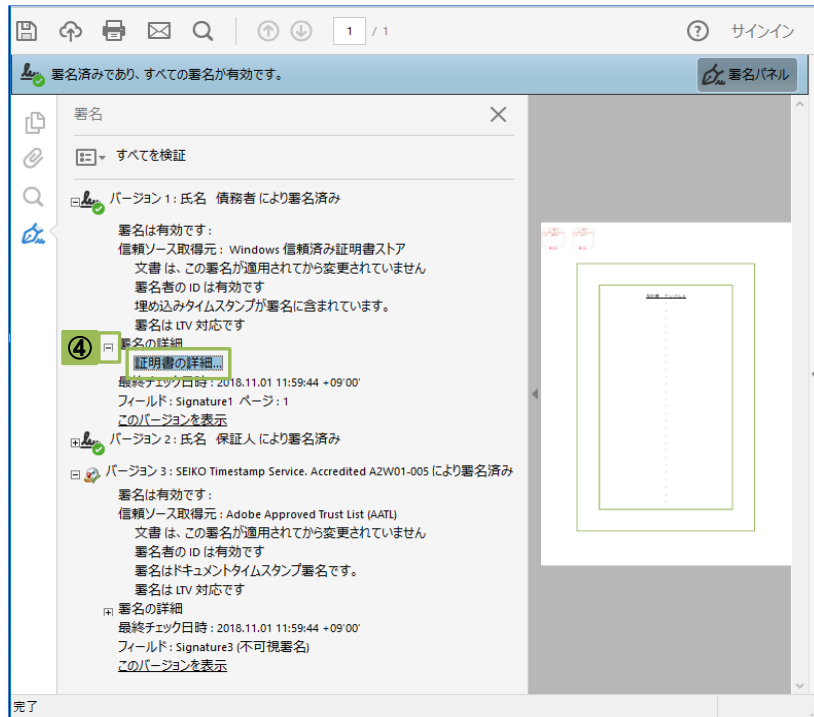 1 / 1
サインイン
署名済みであり、すべての署名が有効です。
署名パネル
署名
すべてを検証
バージョン 1 : 氏名 債務者 により署名済み
署名は有効です :
信頼ソース取得元 : Windows 信頼済み証明書ストア
文書 は、この署名が適用されてから変更されていません
署名者の ID は有効です
埋め込みタイムスタンプが署名に含まれています。
署名は LTV 対応です
④ 署名の詳細
証明書の詳細...
最終チェック日時 : 2018.11.01 11:59:44 +09'00'
フィールド : Signature1 ページ : 1
このバージョンを表示
バージョン 2 : 氏名 保証人 により署名済み
バージョン 3 : SEIKO Timestamp Service. Accredited A2W01-005 により署名済み
署名は有効です :
信頼ソース取得元 : Adobe Approved Trust List (AATL)
文書 は、この署名が適用されてから変更されていません
署名者の ID は有効です
署名はドキュメントタイムスタンプ署名です。
署名は LTV 対応です
署名の詳細
最終チェック日時 : 2018.11.01 11:59:44 +09'00'
フィールド : Signature3 (不可視署名)
このバージョンを表示
完了